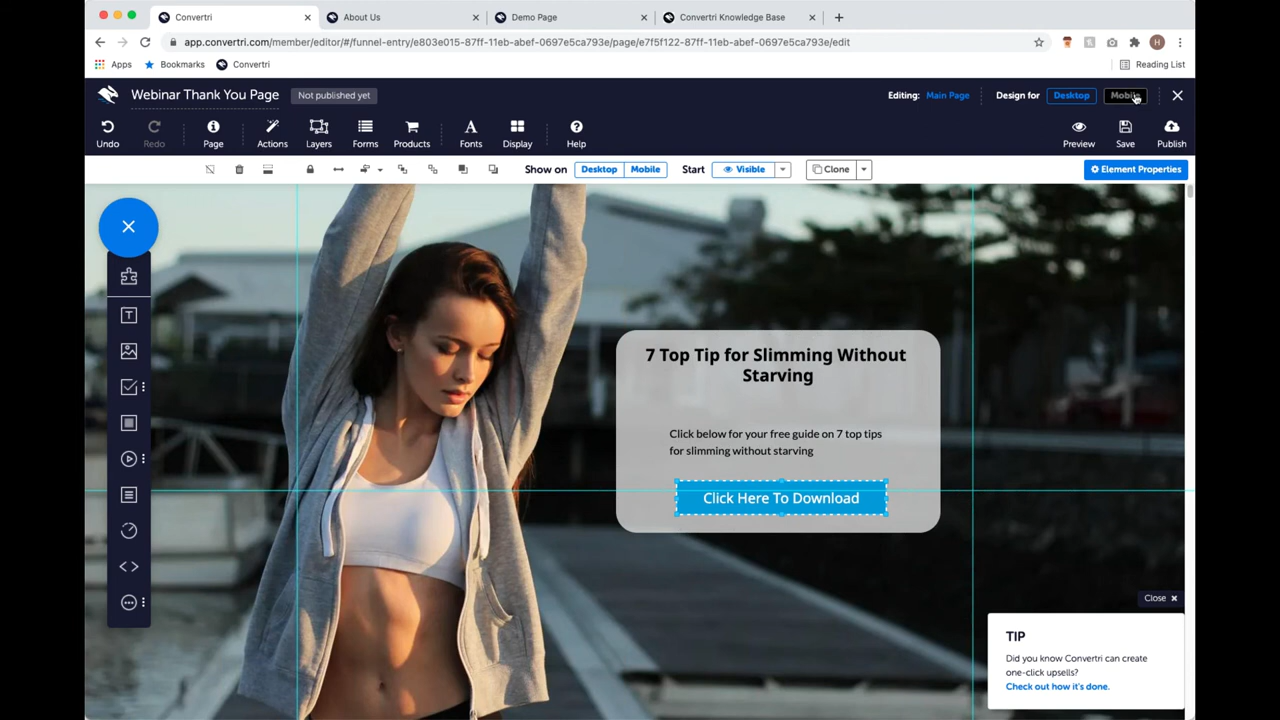 Convertri
About Us
Demo Page
Convertri Knowledge Base
app.convertri.com/member/editor/#/funnel-entry/e803e015-87ff-11eb-abef-0697e5ca793e/page/e7f5f122-87ff-11eb-abef-0697e5ca793e/edit
H
Apps
Bookmarks
Convertri
Reading List
Webinar Thank You Page
Not published yet
Editing: Main Page
Design for
Desktop
Mobile
Undo
Redo
Page
Actions
Layers
Forms
Products
Fonts
Display
Help
Preview
Save
Publish
Show on
Desktop
Mobile
Start
Visible
Clone
Element Properties
7 Top Tip for Slimming Without
Starving
Click below for your free guide on 7 top tips
for slimming without starving
Click Here To Download
Close
TIP
Did you know Convertri can create
one-click upsells?
Check out how it's done.